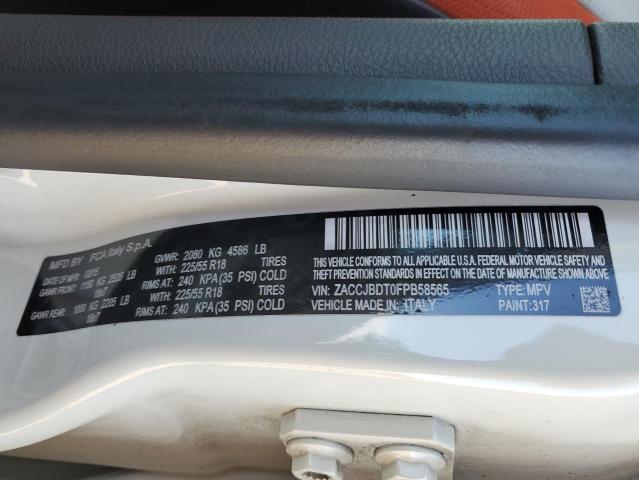 MFD BY FCA Italy S.p.A.
DATE OF MFR 03/15 GVWR: 2080 KG 4586 LB
GAWR FRONT: 1150 KG 2535 LB WITH: 225/55 R18 TIRES
18x7 RIMS AT: 240 KPA(35 PSI) COLD
GAWR REAR: 1000 KG 2205 LB WITH: 225/55 R18 TIRES
18x7 RIMS AT: 240 KPA(35 PSI) COLD
THIS VEHICLE CONFORMS TO ALL APPLICABLE U.S.A. FEDERAL MOTOR VEHICLE
SAFETY, BUMPER AND THEFT PREVENTION STANDARDS IN EFFECT ON THE DATE OF MANUFACTURE SHOWN ABOVE
VIN: ZACCJBDT0FPB58565 TYPE: MPV
VEHICLE MADE IN: ITALY PAINT:317